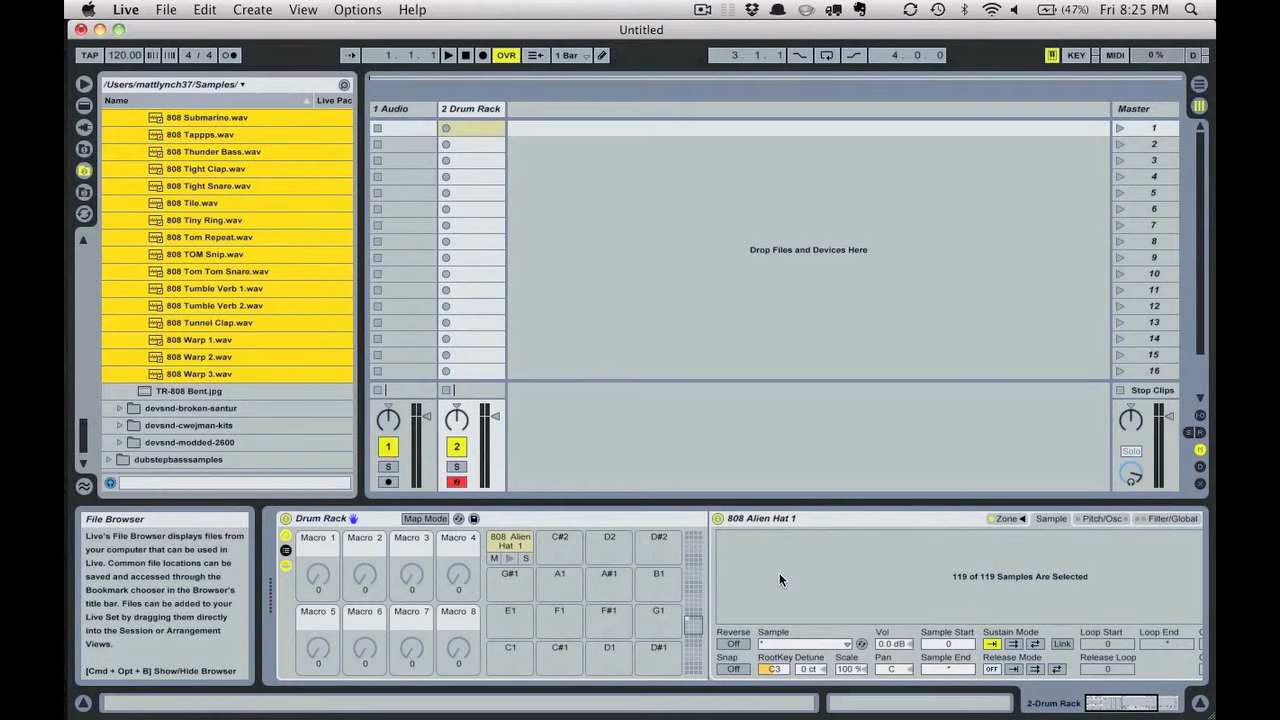 Live File Edit Create View Options Help
(47%) Fri 8:25 PM
Untitled
TAP 120.00 4 / 4 1. 1. 1 OVR 1 Bar 3. 1. 1 4. 0. 0 KEY MIDI 0 % D
/Users/mattlynch37/Samples/
Name Live Pac
808 Submarine.wav
808 Tappps.wav
808 Thunder Bass.wav
808 Tight Clap.wav
808 Tight Snare.wav
808 Tile.wav
808 Tiny Ring.wav
808 Tom Repeat.wav
808 TOM Snip.wav
808 Tom Tom Snare.wav
808 Tumble Verb 1.wav
808 Tumble Verb 2.wav
808 Tunnel Clap.wav
808 Warp 1.wav
808 Warp 2.wav
808 Warp 3.wav
TR-808 Bent.jpg
devsnd-broken-santur
devsnd-cwejman-kits
devsnd-modded-2600
dubstepbasssamples
1 Audio 2 Drum Rack Master
1
2
3
4
5
6
7
8
9
10
11
12
13
14
15
16
Drop Files and Devices Here
Stop Clips
1 2 Solo
S S
File Browser
Live's File Browser displays files
from your computer that can be used in
Live. Common file locations can be
saved and accessed through the
Bookmark chooser in the Browser's
title bar. Files can be added to your
Live Set by dragging them directly
into the Session or Arrangement
Views.
[Cmd + Opt + B] Show/Hide Browser
Drum Rack Map Mode
Macro 1 Macro 2 Macro 3 Macro 4
0 0 0 0
Macro 5 Macro 6 Macro 7 Macro 8
0 0 0 0
808 Alien Hat 1 C#2 D2 D#2
M S
G#1 A1 A#1 B1
E1 F1 F#1 G1
C1 C#1 D1 D#1
808 Alien Hat 1 Zone Sample Pitch/Osc Filter/Global
119 of 119 Samples Are Selected
Reverse Sample Vol Sample Start Sustain Mode Loop Start Loop End
Off * 0.0 dB 0 Link 0 *
Snap RootKey Detune Scale Pan Sample End Release Mode Release Loop
Off C3 0 ct 100 % C * OFF 0
2-Drum Rack